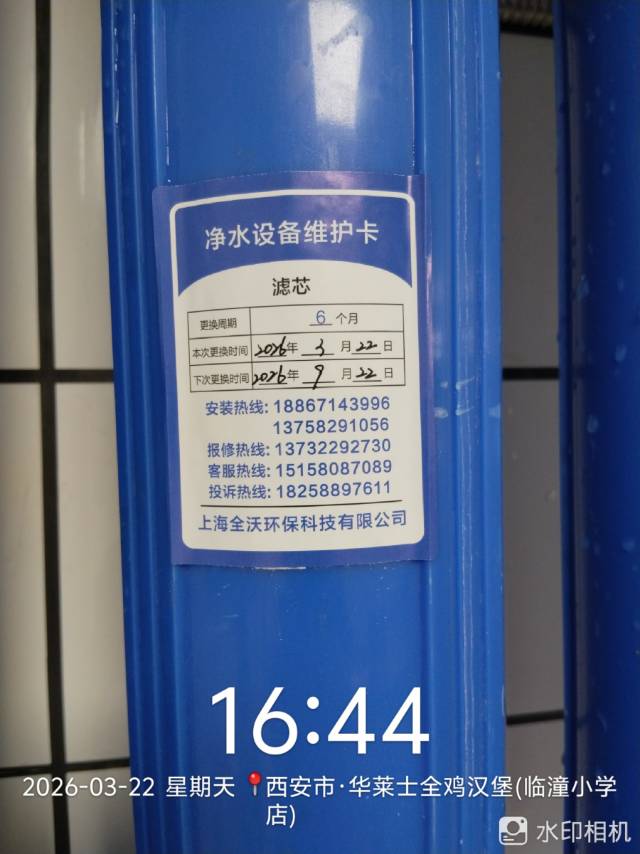 净水设备维护卡
滤芯
更换周期 6 个月
本次更换时间 2026年 3 月 22 日
下次更换时间 2026年 9 月 22 日
安装热线: 18867143996
13758291056
报修热线: 13732292730
客服热线: 15158087089
投诉热线: 18258897611
上海全沃环保科技有限公司
16:44
2026-03-22 星期天 📍西安市·华莱士全鸡汉堡(临潼小学
店)
水印相机